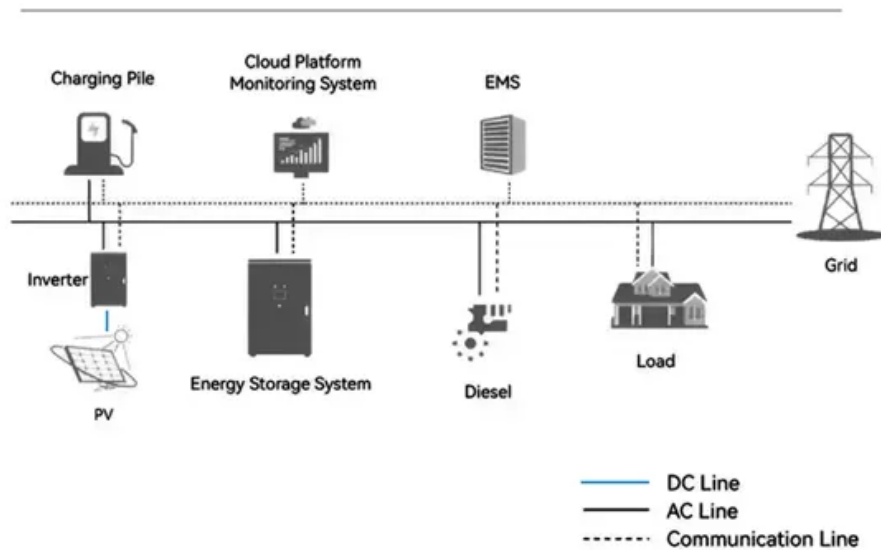 Charging Pile
Cloud Platform
Monitoring System
EMS
Inverter
Grid
Energy Storage System
Load
Diesel
PV
DC Line
AC Line
Communication Line